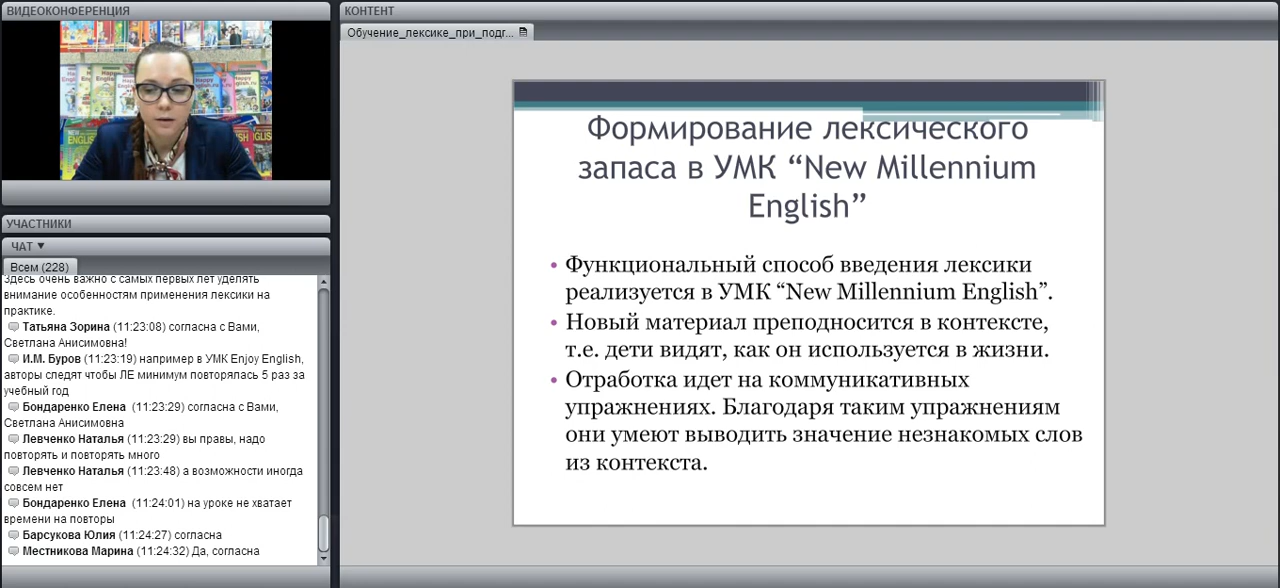 ВИДЕОКОНФЕРЕНЦИЯ
УЧАСТНИКИ
ЧАТ
Всем (228)
Здесь очень важно с самых первых лет уделять
внимание особенностям применения лексики на
практике.
Татьяна Зорина (11:23:08) согласна с Вами,
Светлана Анисимовна!
И.М. Буров (11:23:19) например в УМК Enjoy English,
авторы следят чтобы ЛЕ минимум повторялась 5 раз за
учебный год
Бондаренко Елена (11:23:29) согласна с Вами,
Светлана Анисимовна
Левченко Наталья (11:23:29) вы правы, надо
повторять и повторять много
Левченко Наталья (11:23:48) а возможности иногда
совсем нет
Бондаренко Елена (11:24:01) на уроке не хватает
времени на повторы
Барсукова Юлия (11:24:27) согласна
Местникова Марина (11:24:32) Да, согласна
КОНТЕНТ
Обучение_лексике_при_подг...
Формирование лексического
запаса в УМК “New Millennium
English”
• Функциональный способ введения лексики
реализуется в УМК “New Millennium English”.
• Новый материал преподносится в контексте,
т.е. дети видят, как он используется в жизни.
• Отработка идет на коммуникативных
упражнениях. Благодаря таким упражнениям
они умеют выводить значение незнакомых слов
из контекста.